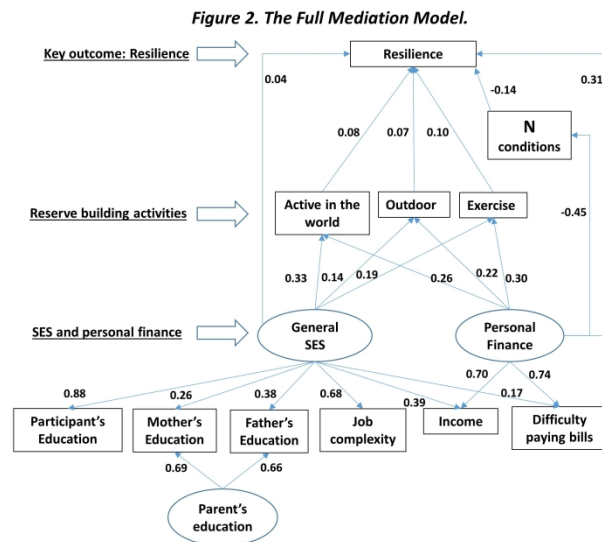 Figure 2. The Full Mediation Model.
Key outcome: Resilience
Resilience
0.04
0.31
-0.14
N
conditions
0.08
0.07
0.10
Reserve building activities
Active in the
world
Outdoor
Exercise
-0.45
0.33
0.14
0.19
0.26
0.22
0.30
SES and personal finance
General
SES
Personal
Finance
0.88
0.26
0.38
0.68
0.39
0.70
0.74
0.17
Participant's
Education
Mother's
Education
Father's
Education
Job
complexity
Income
Difficulty
paying bills
0.69
0.66
Parent's
education